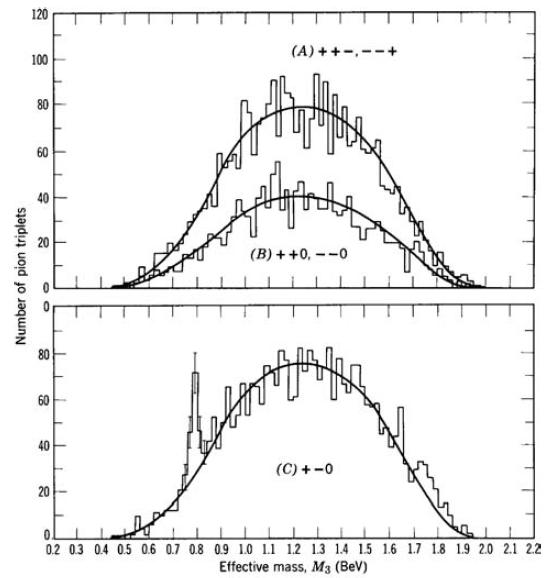 120
100
80
60
40
20
0
(A) + + −, − − +
(B) + + 0, − − 0
Number of pion triplets
0
80
60
40
20
0
(C) + − 0
0.2 0.3 0.4 0.5 0.6 0.7 0.8 0.9 1.0 1.1 1.2 1.3 1.4 1.5 1.6 1.7 1.8 1.9 2.0 2.1 2.2
Effective mass, M₃ (BeV)